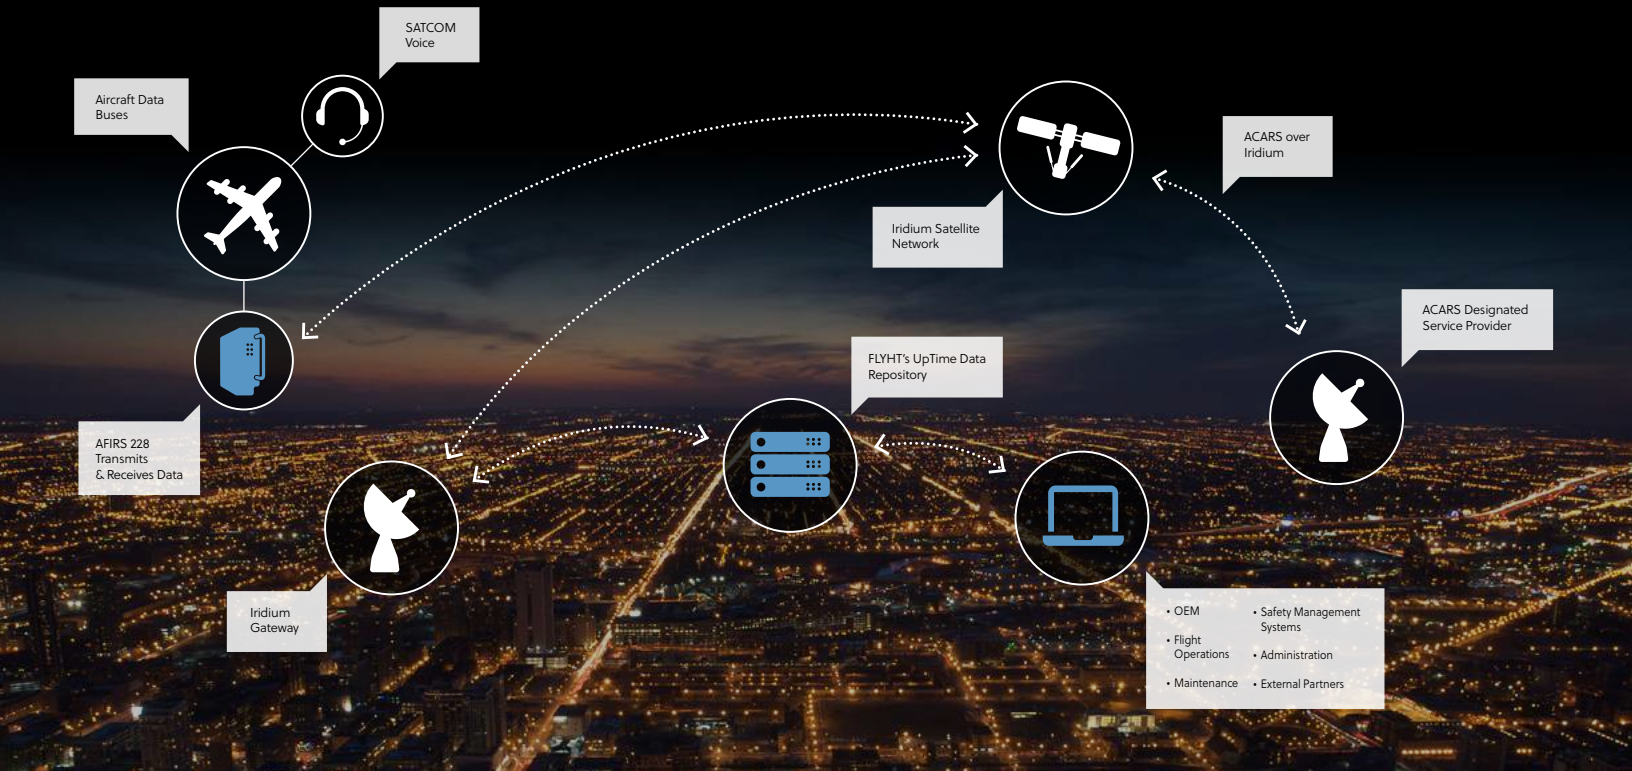 SATCOM
Voice
Aircraft Data
Buses
ACARS over
Iridium
Iridium Satellite
Network
ACARS Designated
Service Provider
FLYHT's UpTime Data
Repository
AFIRS 228
Transmits
& Receives Data
Iridium
Gateway
• OEM
• Flight
Operations
• Maintenance
• Safety Management
Systems
• Administration
• External Partners